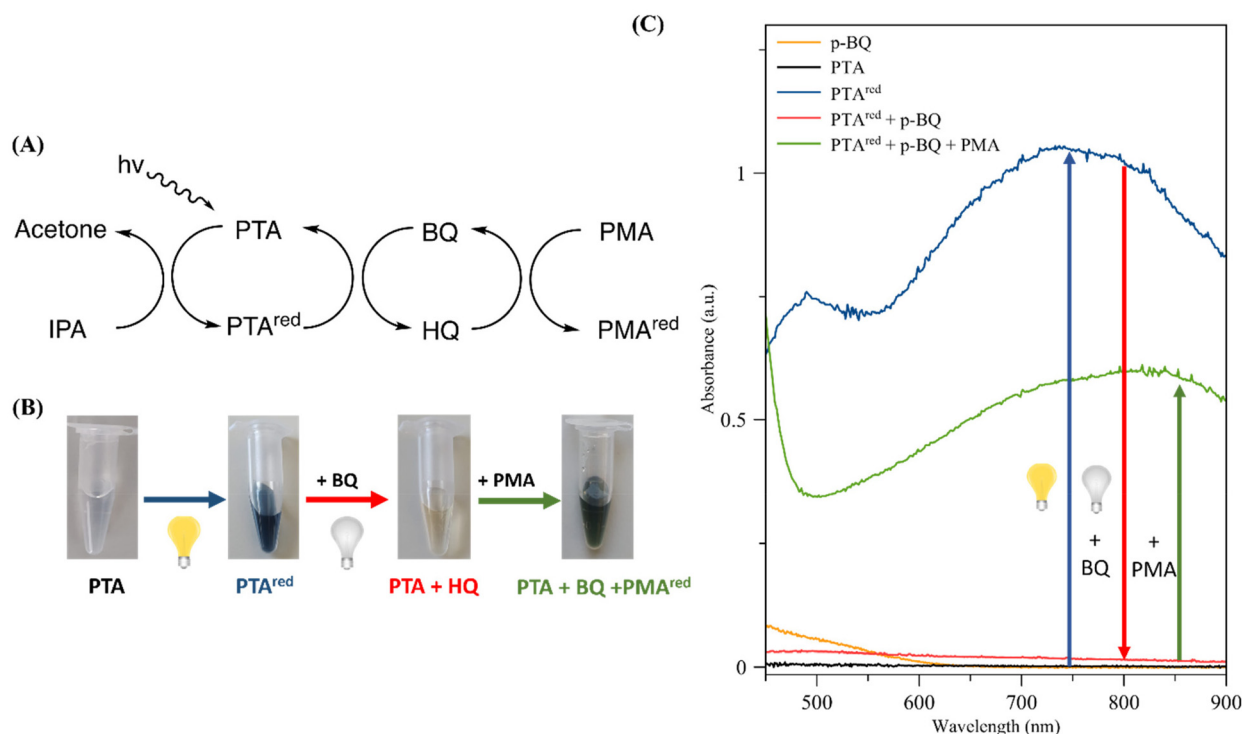 (A)
hν
Acetone
PTA
BQ
PMA
IPA
PTAred
HQ
PMAred
(B)
+ BQ
+ PMA
PTA
PTAred
PTA + HQ
PTA + BQ +PMAred
(C)
p-BQ
PTA
PTAred
PTAred + p-BQ
PTAred + p-BQ + PMA
Absorbance (a.u.)
1
0.5
0
+
BQ
+
PMA
500
600
700
800
900
Wavelength (nm)